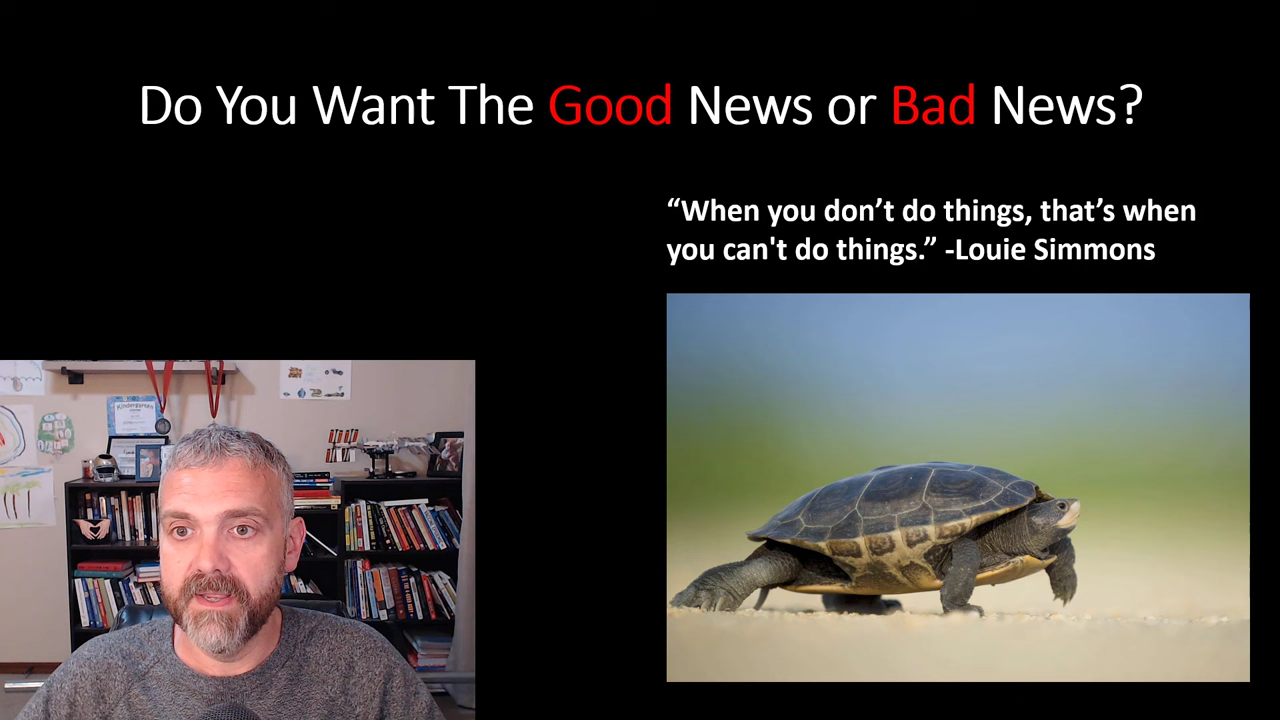 Do You Want The Good News or Bad News?
“When you don’t do things, that’s when
you can't do things.” -Louie Simmons
Kindergarten